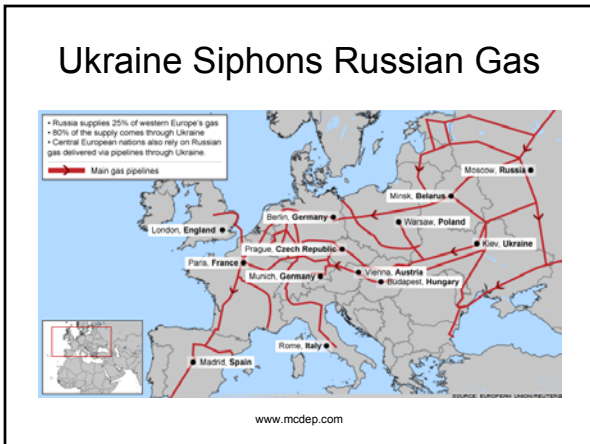 Ukraine Siphons Russian Gas
• Russia supplies 25% of western Europe's gas
• 80% of the supply comes through Ukraine
• Central European nations also rely on Russian
gas delivered via pipelines through Ukraine.
Main gas pipelines
Moscow, Russia
Minsk, Belarus
Berlin, Germany
Warsaw, Poland
London, England
Kiev, Ukraine
Prague, Czech Republic
Paris, France
Vienna, Austria
Munich, Germany
Budapest, Hungary
Rome, Italy
Madrid, Spain
SOURCE: EUROPEAN UNION/REUTERS
www.mcdep.com